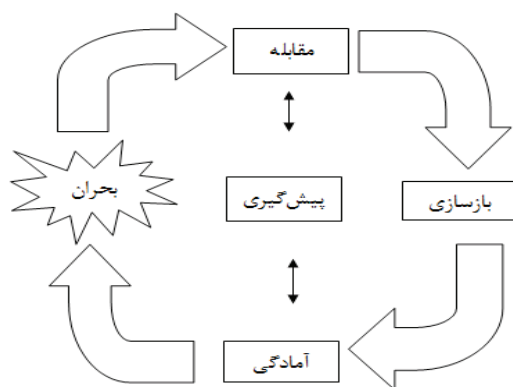 مقابله
بحران
پیش‌گیری
بازسازی
آمادگی